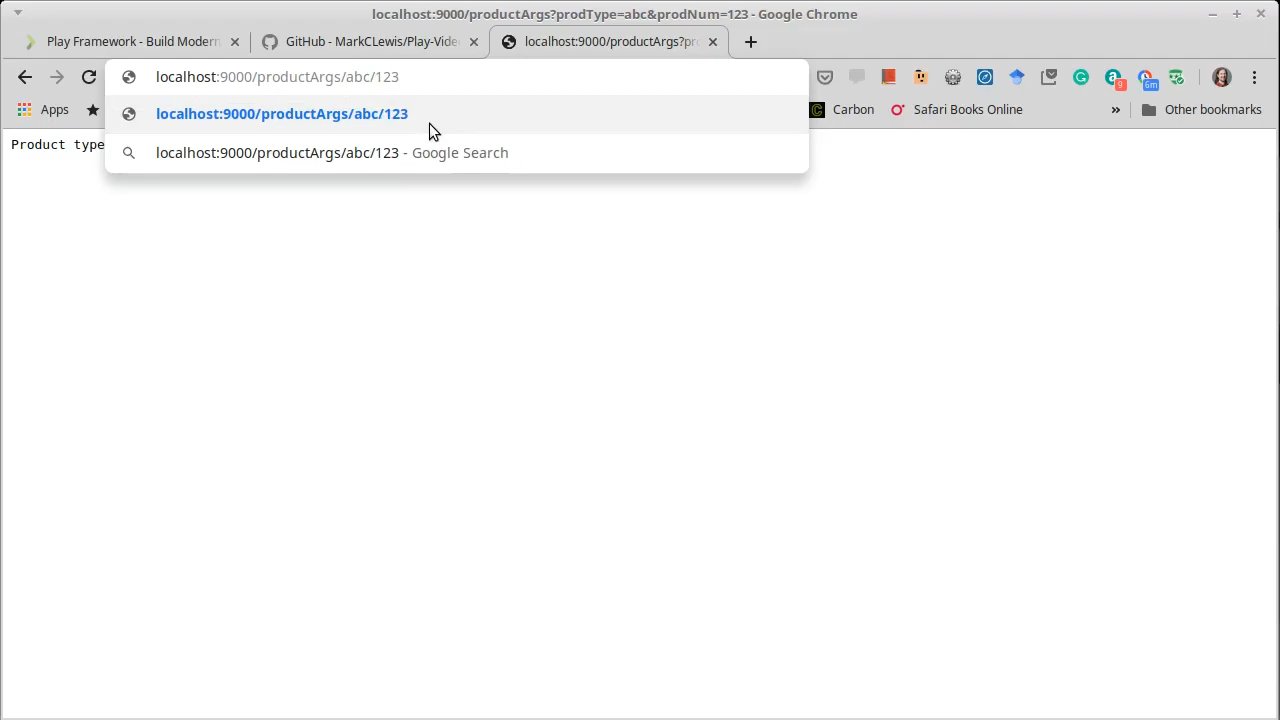 localhost:9000/productArgs?prodType=abc&prodNum=123 - Google Chrome
Play Framework - Build Modern
GitHub - MarkCLewis/Play-Vide
localhost:9000/productArgs?pr
localhost:9000/productArgs/abc/123
9
6m
Apps
localhost:9000/productArgs/abc/123
Carbon
Safari Books Online
»
Other bookmarks
Product type
localhost:9000/productArgs/abc/123 - Google Search